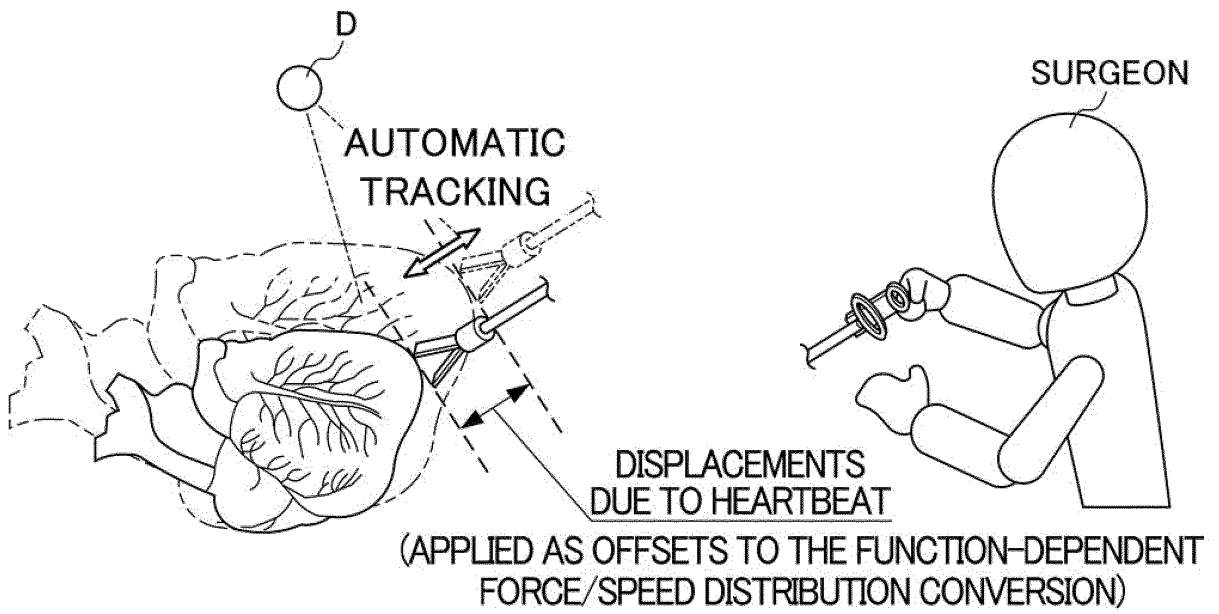 D
SURGEON
AUTOMATIC
TRACKING
DISPLACEMENTS
DUE TO HEARTBEAT
(APPLIED AS OFFSETS TO THE FUNCTION-DEPENDENT
FORCE/SPEED DISTRIBUTION CONVERSION)